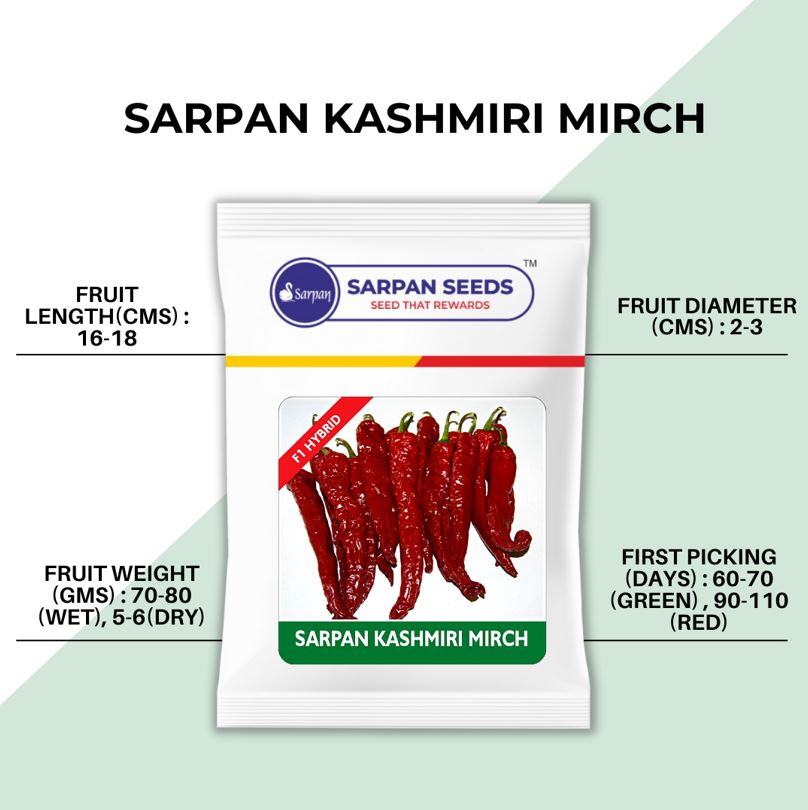 SARPAN KASHMIRI MIRCH
Sarpan
SARPAN SEEDS
TM
SEED THAT REWARDS
FRUIT
LENGTH(CMS) :
16-18
FRUIT DIAMETER
(CMS) : 2-3
F1 HYBRID
FRUIT WEIGHT
(GMS) : 70-80
(WET), 5-6(DRY)
FIRST PICKING
(DAYS) : 60-70
(GREEN) , 90-110
(RED)
SARPAN KASHMIRI MIRCH